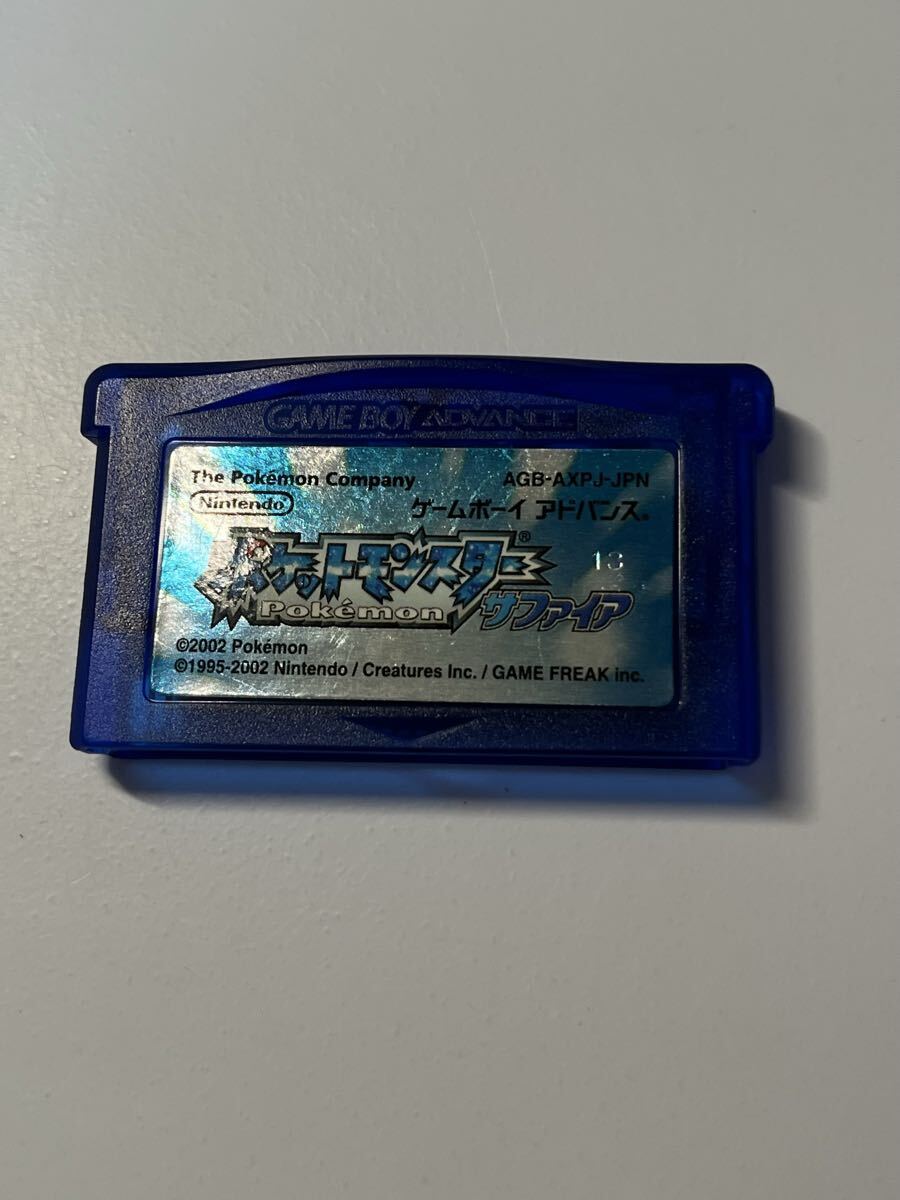 GAME BOY ADVANCE
The Pokémon Company AGB-AXPJ-JPN
Nintendo ゲームボーイ アドバンス®
ポケットモンスター®
Pokémon サファイア
13
©2002 Pokémon
©1995-2002 Nintendo / Creatures Inc. / GAME FREAK inc.